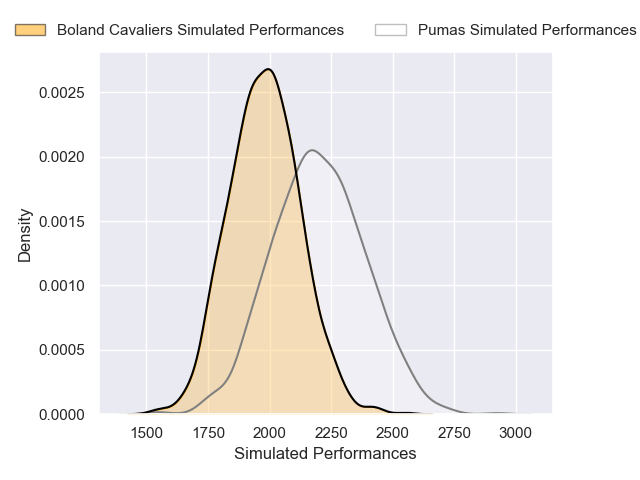 Boland Cavaliers Simulated Performances
Pumas Simulated Performances
0.0025
0.0020
0.0015
0.0010
0.0005
0.0000
Density
1500 1750 2000 2250 2500 2750 3000
Simulated Performances